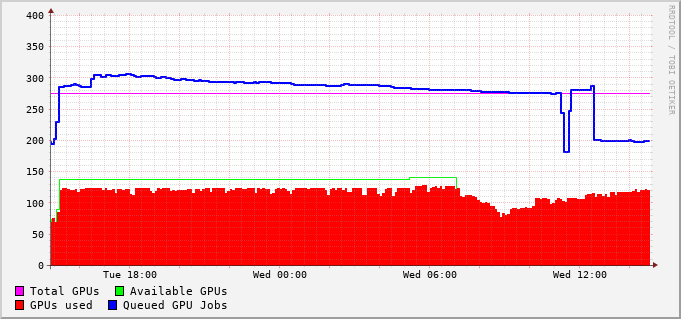 400
350
300
250
200
150
100
50
0
Tue 18:00 Wed 00:00 Wed 06:00 Wed 12:00
Total GPUs Available GPUs
GPUs used Queued GPU Jobs
RRDTOOL / TOBI OETIKER